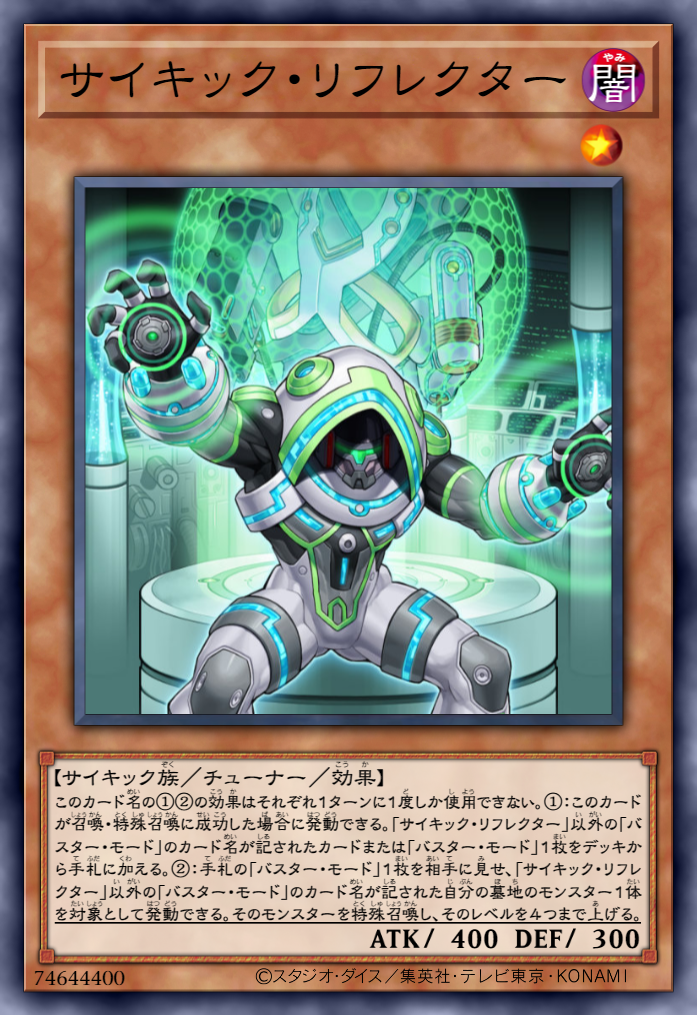 サイキック・リフレクター
やみ
闇
【サイキック族／チューナー／効果】
このカード名の①②の効果はそれぞれ1ターンに1度しか使用できない。①：このカード
が召喚・特殊召喚に成功した場合に発動できる。「サイキック・リフレクター」以外の「バ
スター・モード」のカード名が記されたカードまたは「バスター・モード」1枚をデッキか
ら手札に加える。②：手札の「バスター・モード」1枚を相手に見せ、「サイキック・リフレク
ター」以外の「バスター・モード」のカード名が記された自分の墓地のモンスター1体
を対象として発動できる。そのモンスターを特殊召喚し、そのレベルを4つまで上げる。
ATK/ 400 DEF/ 300
74644400
©スタジオ・ダイス／集英社・テレビ東京・KONAMI